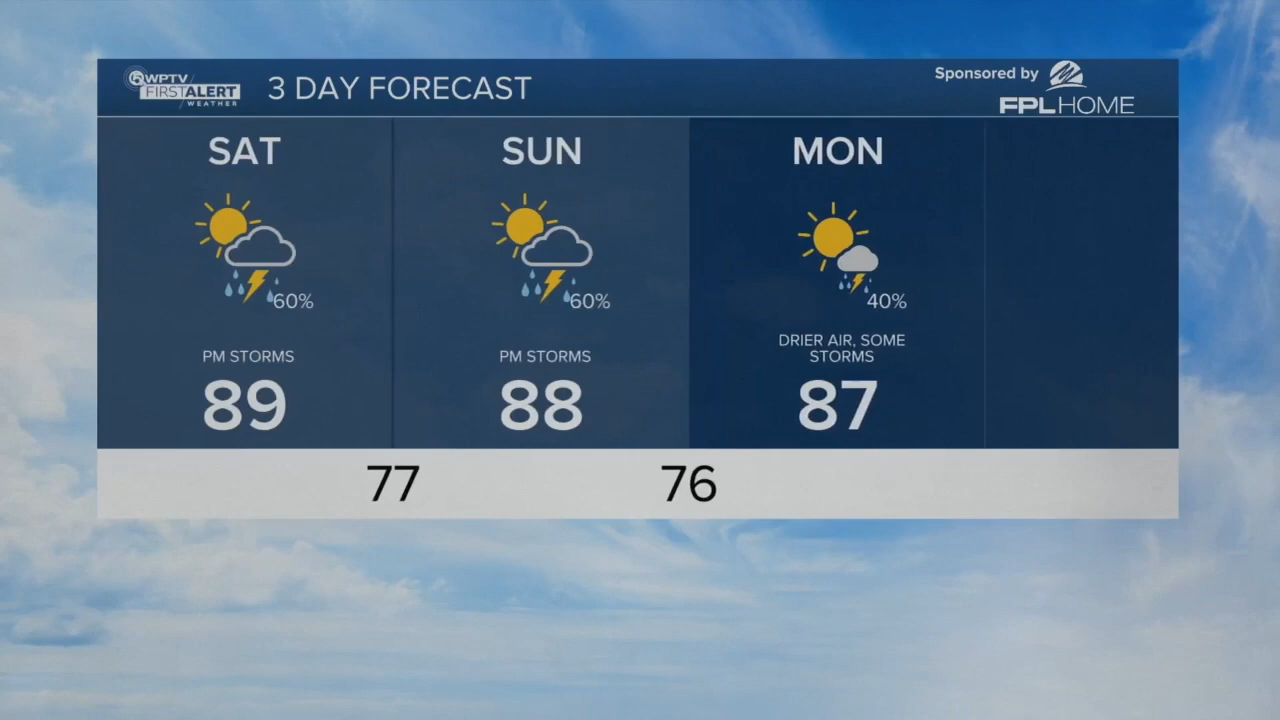 5 WPTV
FIRST ALERT
WEATHER
3 DAY FORECAST
Sponsored by
FPL HOME
SAT
60%
PM STORMS
89
SUN
60%
PM STORMS
88
MON
40%
DRIER AIR, SOME
STORMS
87
77
76